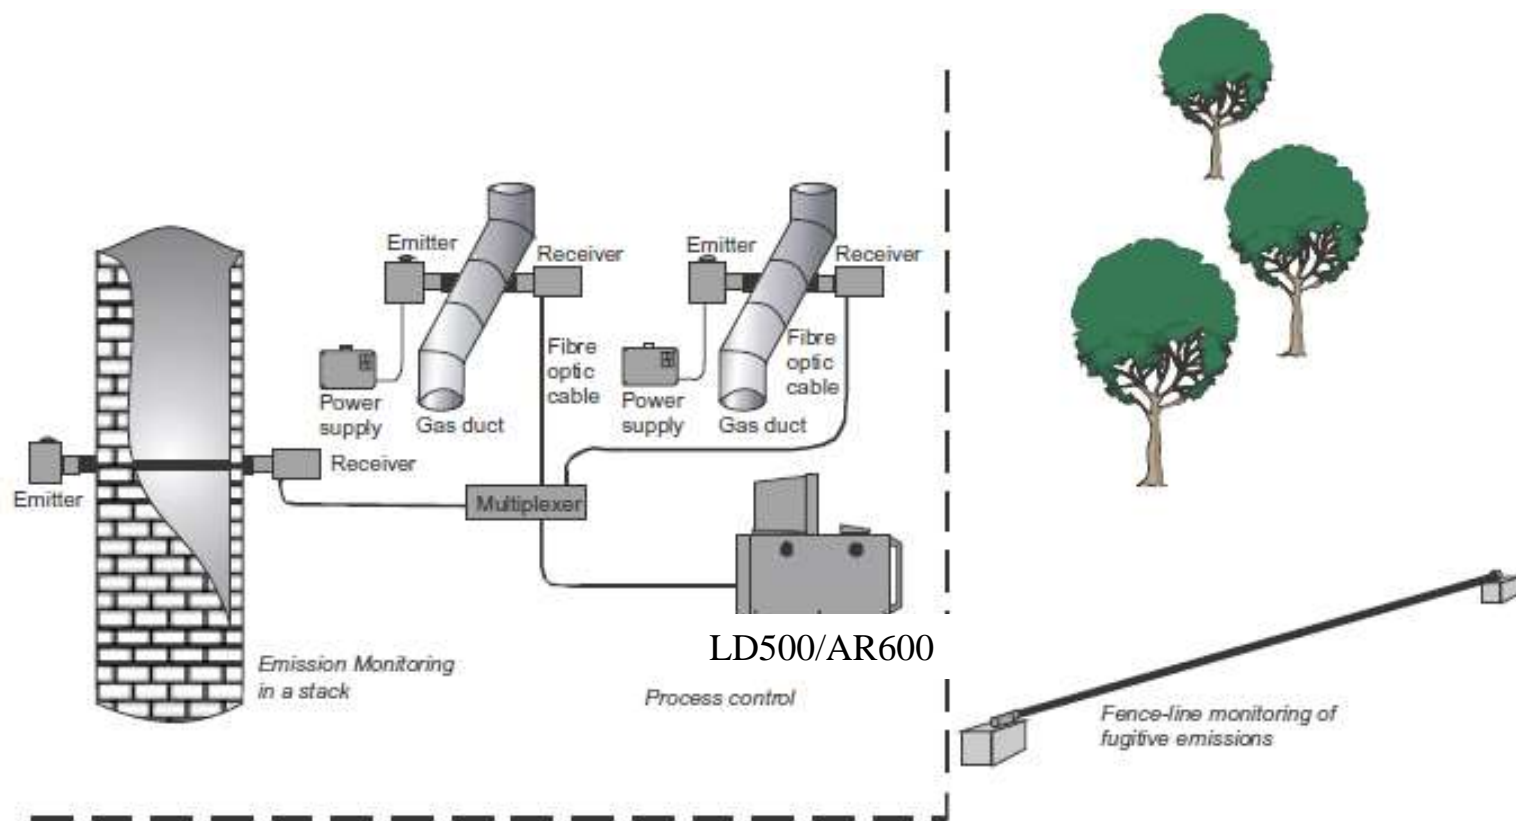 Emitter
Receiver
Emitter
Receiver
Fibre
optic
cable
Fibre
optic
cable
Power
supply
Gas duct
Power
supply
Gas duct
Emitter
Receiver
Multiplexer
LD500/AR600
Emission Monitoring
in a stack
Process control
Fence-line monitoring of
fugitive emissions